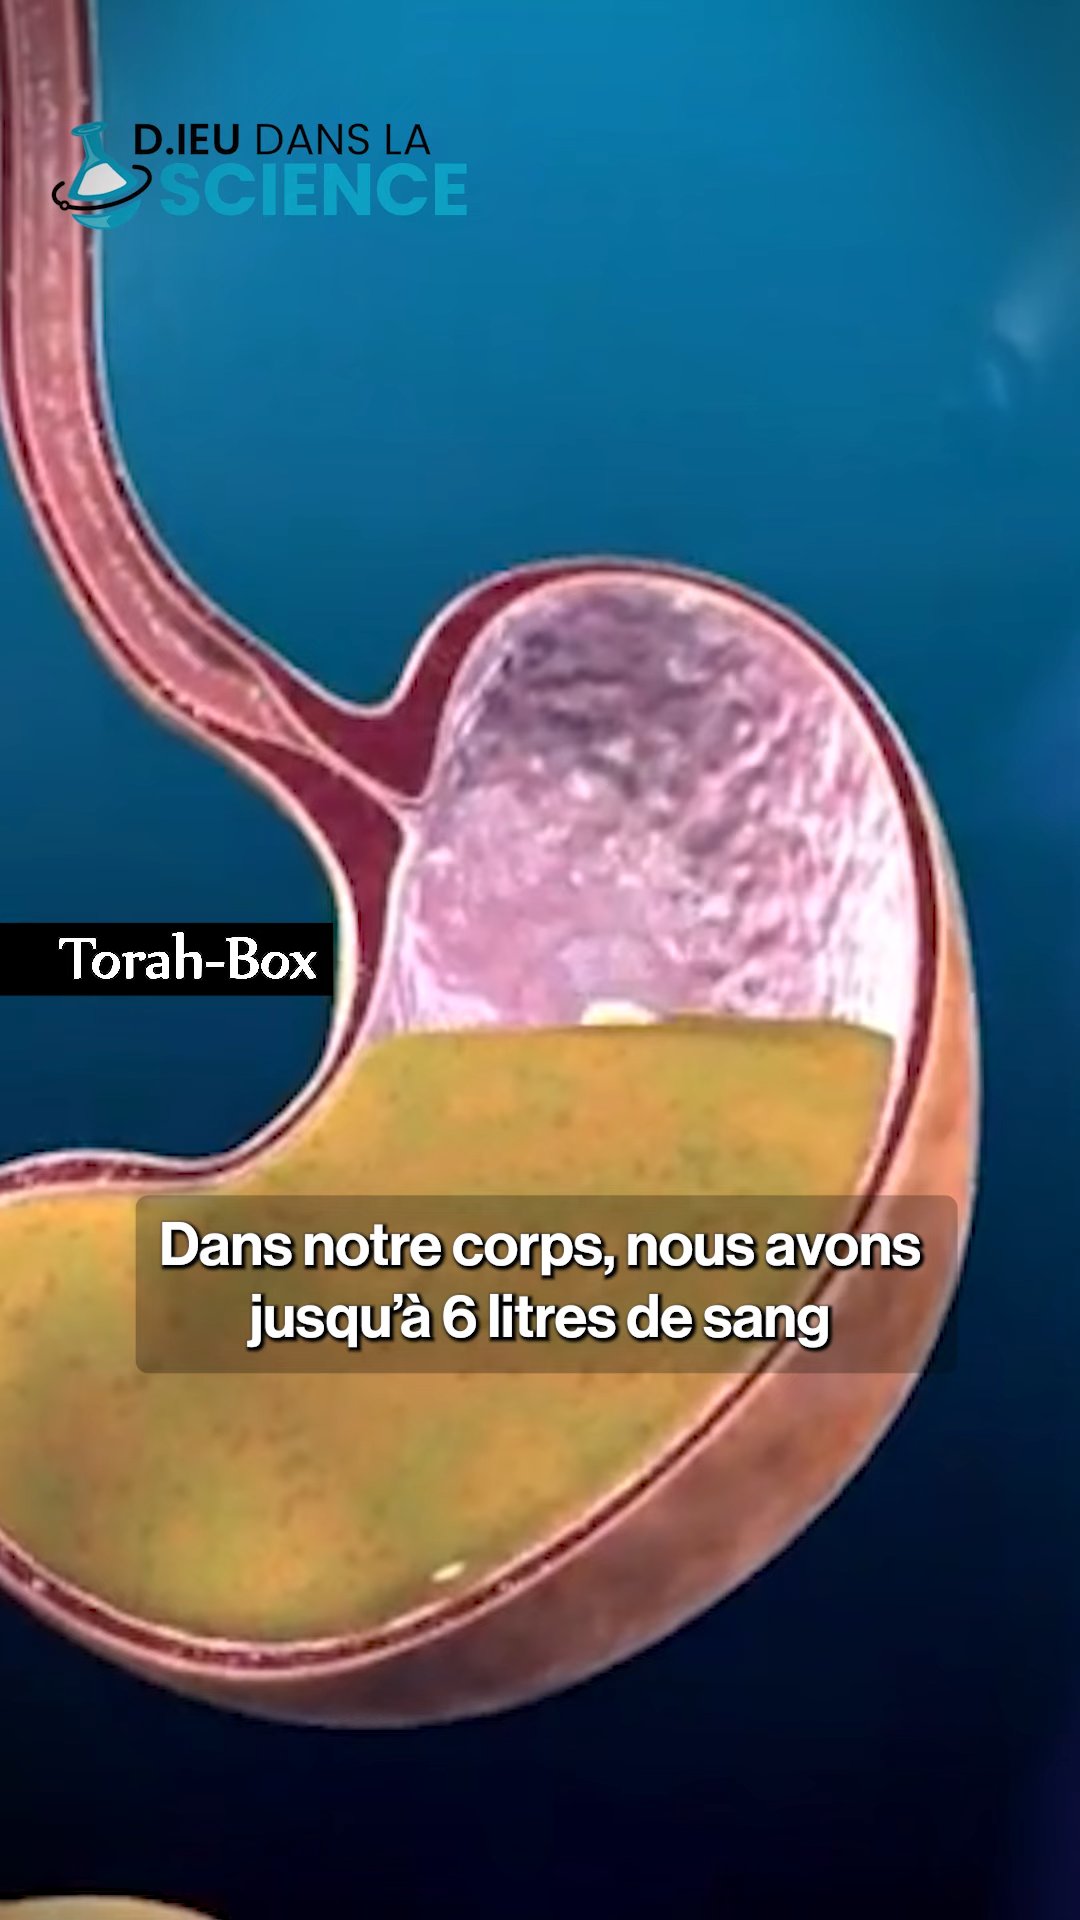 D.IEU DANS LA
SCIENCE
Torah-Box
Dans notre corps, nous avons
jusqu’à 6 litres de sang